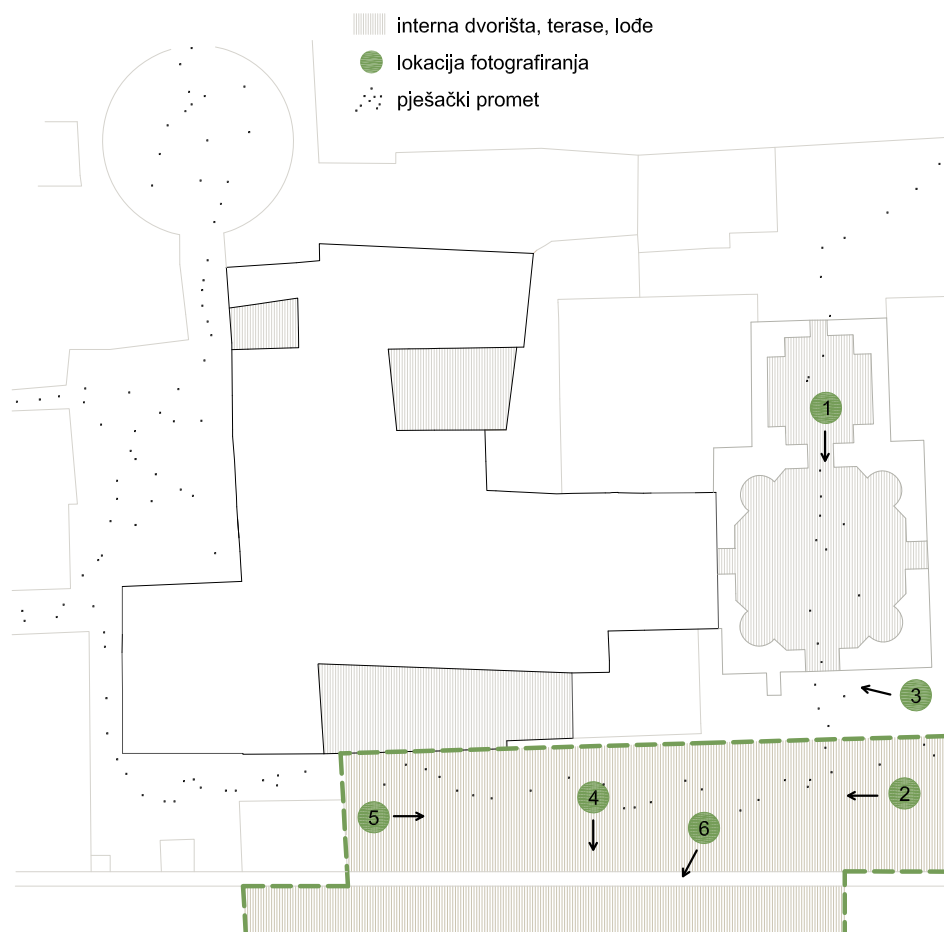 interna dvorišta, terase, lođe
lokacija fotografiranja
pješački promet
1
3
2
4
5
6